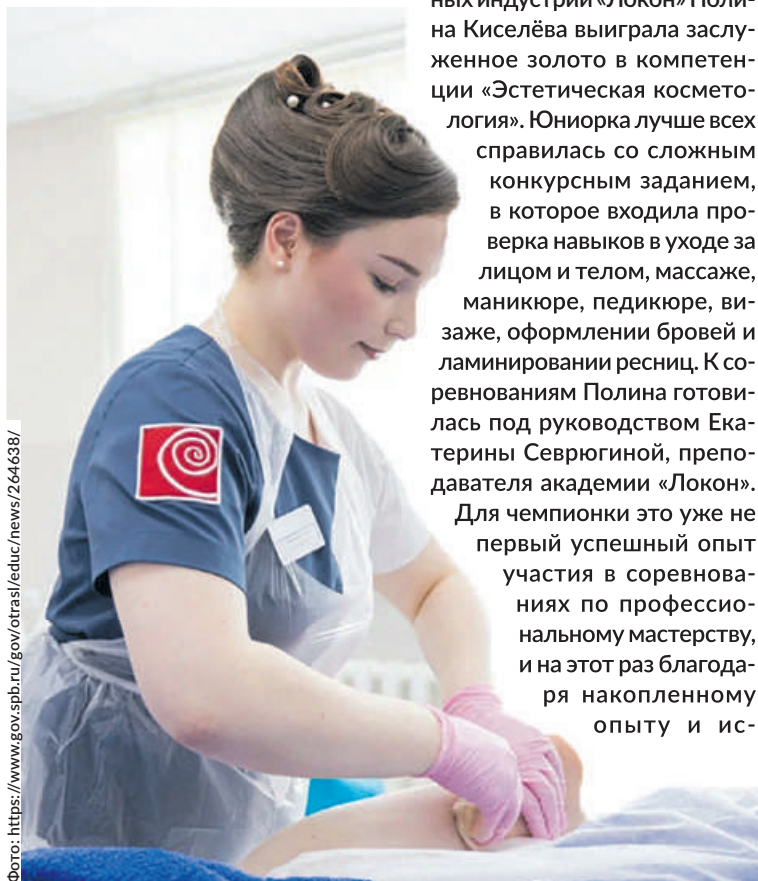 ных индустрий «Локон» Поли-
на Киселёва выиграла заслу-
женное золото в компетен-
ции «Эстетическая космето-
логия». Юниорка лучше всех
справилась со сложным
конкурсным заданием,
в которое входила про-
верка навыков в уходе за
лицом и телом, массаже,
маникюре, педикюре, ви-
заже, оформлении бровей и
ламинировании ресниц. К со-
ревнованиям Полина готови-
лась под руководством Ека-
терины Севрюгиной, препо-
давателя академии «Локон».
Для чемпионки это уже не
первый успешный опыт
участия в соревнова-
ниях по профессио-
нальному мастерству,
и на этот раз благода-
ря накопленному
опыту и ис-
Фото: https://www.gov.spb.ru/gov/otrasl/educ/news/264638/